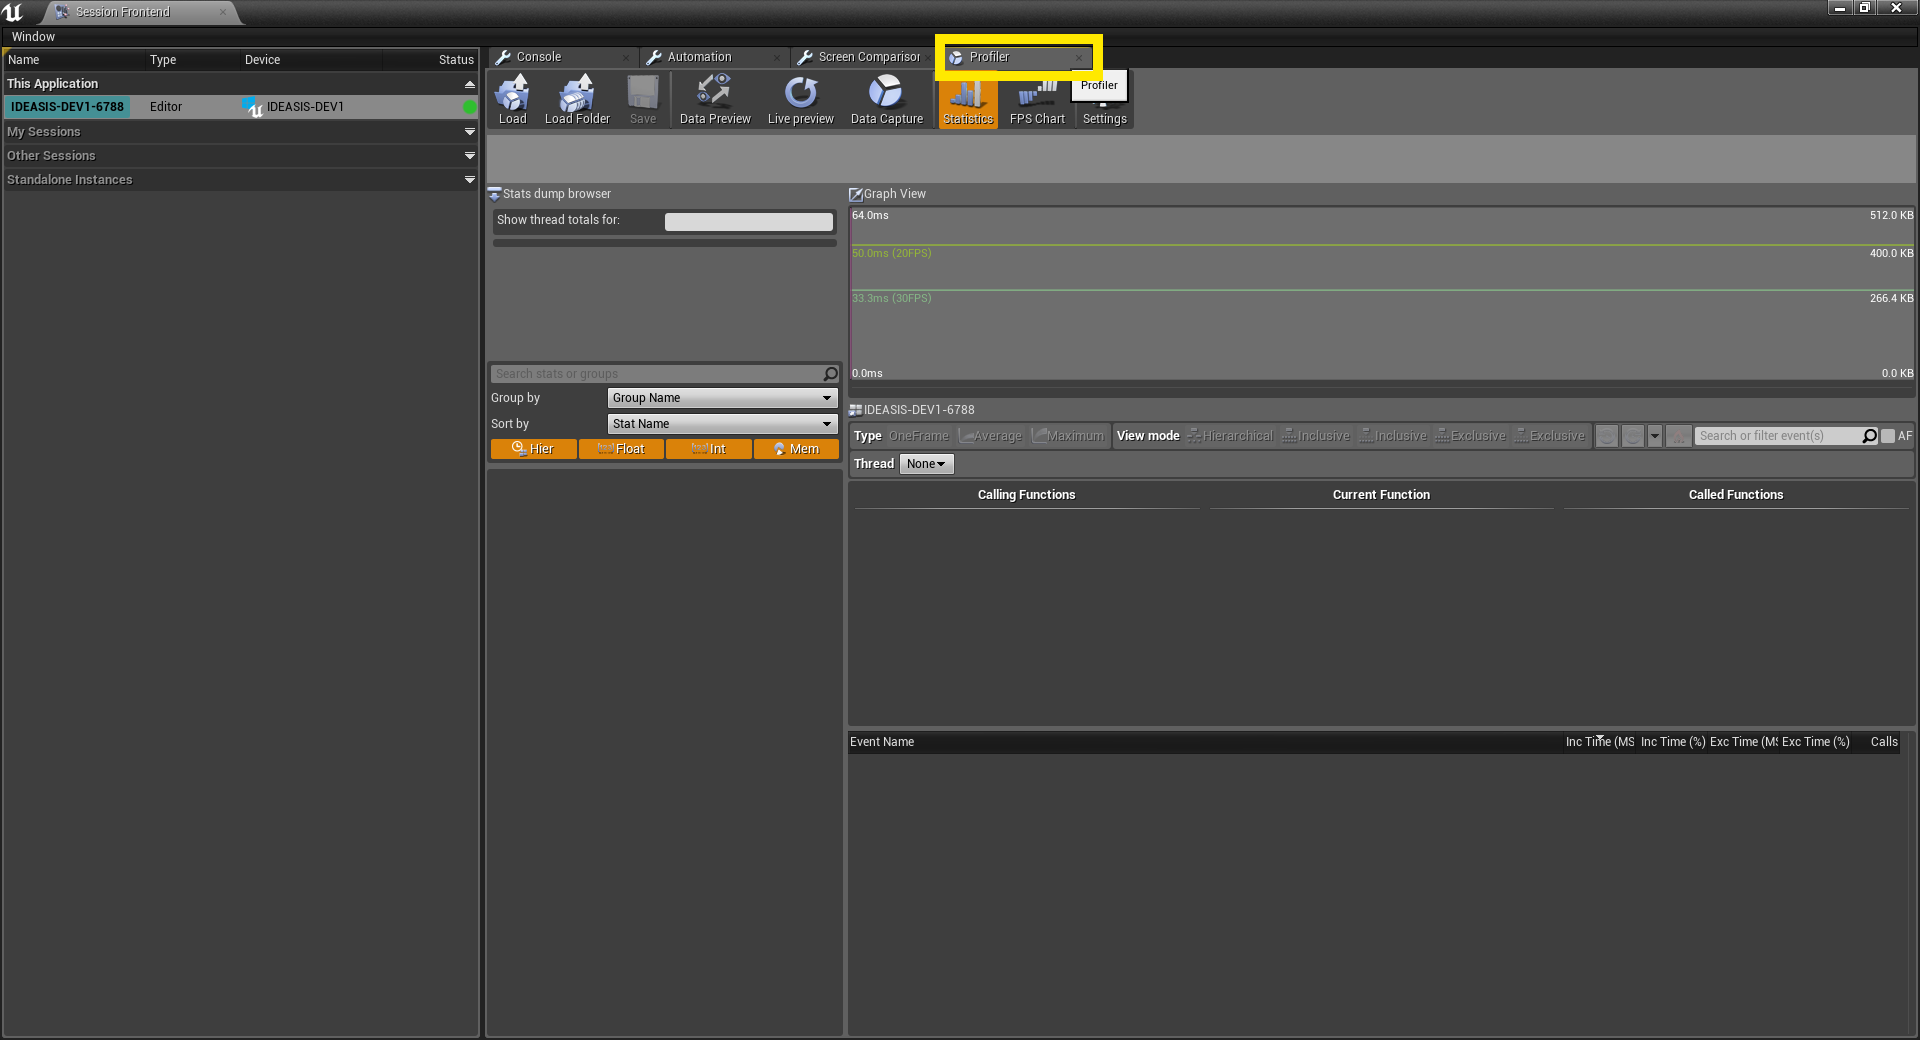 Session Frontend
Window
Name Type Device Status
This Application
IDEASIS-DEV1-6788 Editor IDEASIS-DEV1
My Sessions
Other Sessions
Standalone Instances
Console Automation Screen Comparisor Profiler
Profiler
Load Load Folder Save Data Preview Live preview Data Capture Statistics FPS Chart Settings
Stats dump browser
Show thread totals for:
Search stats or groups
Group by Group Name
Sort by Stat Name
Hier Float Int Mem
Graph View
64.0ms 512.0 KB
50.0ms (20FPS) 400.0 KB
33.3ms (30FPS) 266.4 KB
0.0ms 0.0 KB
IDEASIS-DEV1-6788
Type OneFrame Average Maximum View mode Hierarchical Inclusive Inclusive Exclusive Exclusive Search or filter event(s) AF
Thread None
Calling Functions Current Function Called Functions
Event Name Inc Time (MS Inc Time (%) Exc Time (MS Exc Time (%) Calls